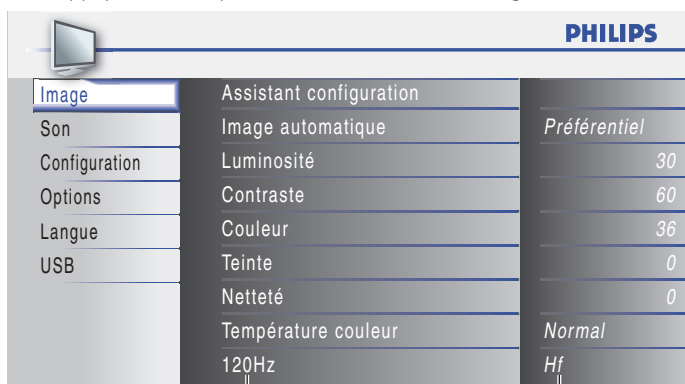 PHILIPS
Image
Son
Configuration
Options
Langue
USB
Assistant configuration
Image automatique Préférentiel
Luminosité 30
Contraste 60
Couleur 36
Teinte 0
Netteté 0
Température couleur Normal
120Hz Hf